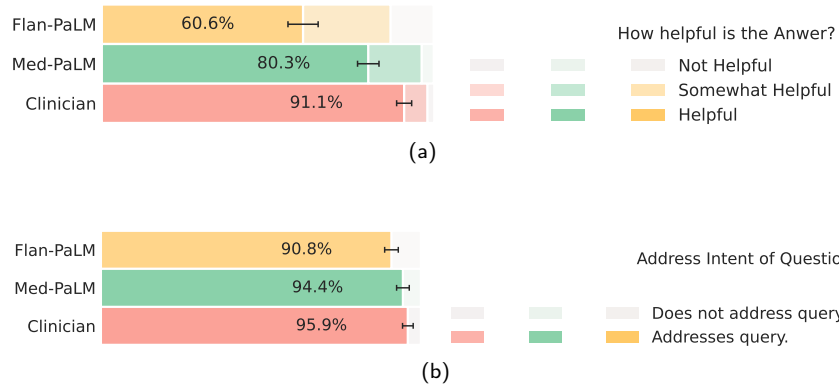 Flan-PaLM 60.6%
Med-PaLM 80.3%
Clinician 91.1%
How helpful is the Anwer?
Not Helpful
Somewhat Helpful
Helpful
(a)
Flan-PaLM 90.8%
Med-PaLM 94.4%
Clinician 95.9%
Address Intent of Questio
Does not address query
Addresses query.
(b)